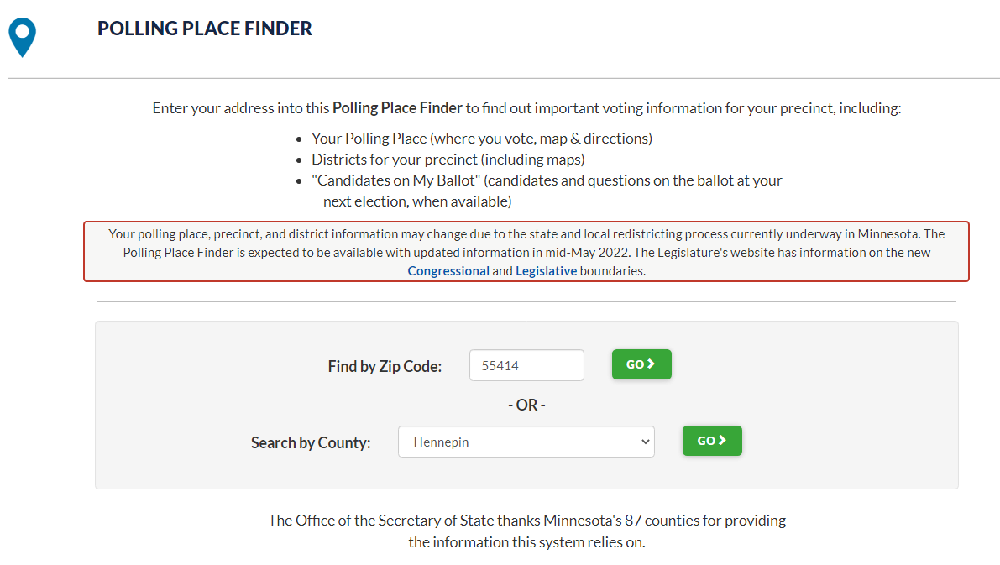 POLLING PLACE FINDER
Enter your address into this Polling Place Finder to find out important voting information for your precinct, including:
• Your Polling Place (where you vote, map & directions)
• Districts for your precinct (including maps)
• "Candidates on My Ballot" (candidates and questions on the ballot at your
next election, when available)
Your polling place, precinct, and district information may change due to the state and local redistricting process currently underway in Minnesota. The
Polling Place Finder is expected to be available with updated information in mid-May 2022. The Legislature's website has information on the new
Congressional and Legislative boundaries.
Find by Zip Code: 55414 GO
- OR -
Search by County: Hennepin GO
The Office of the Secretary of State thanks Minnesota's 87 counties for providing
the information this system relies on.